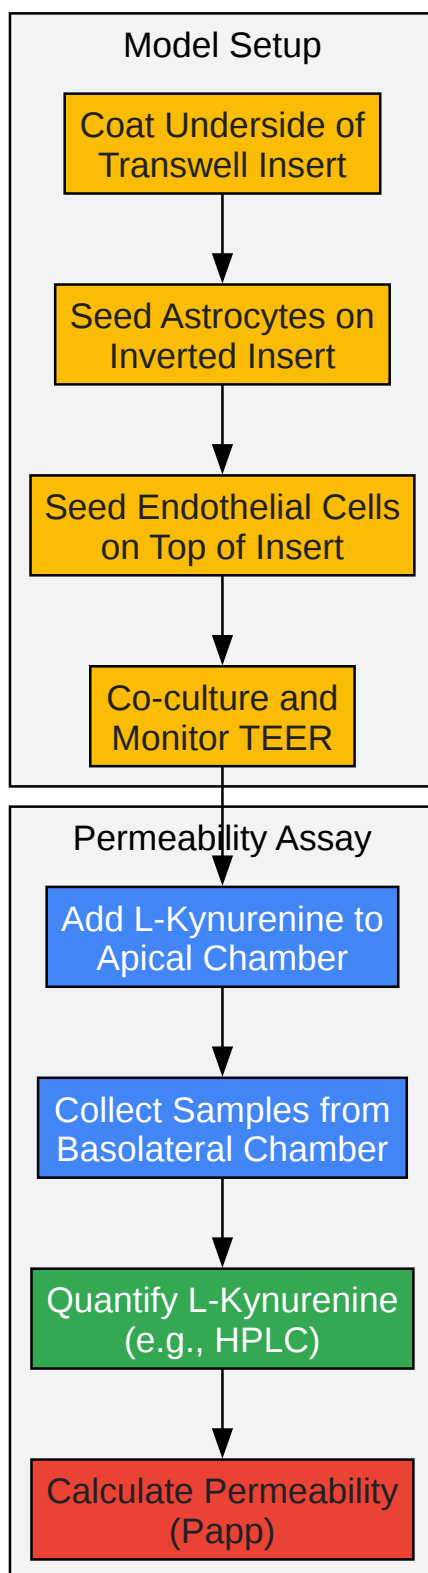 Model Setup
Coat Underside of
Transwell Insert
Seed Astrocytes on
Inverted Insert
Seed Endothelial Cells
on Top of Insert
Co-culture and
Monitor TEER
Permeability Assay
Add L-Kynurenine to
Apical Chamber
Collect Samples from
Basolateral Chamber
Quantify L-Kynurenine
(e.g., HPLC)
Calculate Permeability
(Papp)